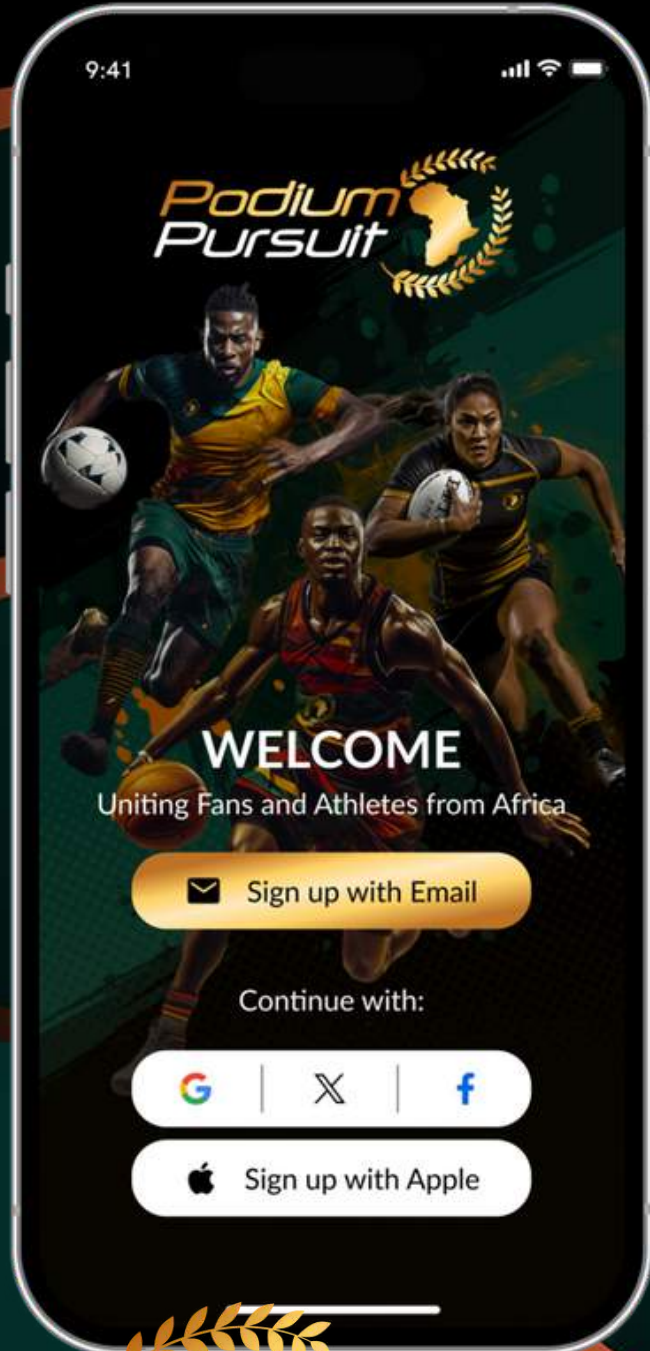 9:41
Podium
Pursuit
WELCOME
Uniting Fans and Athletes from Africa
Sign up with Email
Continue with:
Sign up with Apple